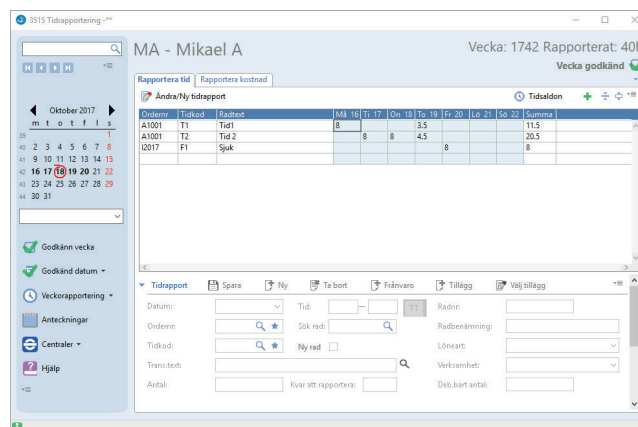 3515 Tidrapportering -**
MA - Mikael A
Vecka: 1742 Rapporterat: 40
Vecka godkänd
Rapportera tid Rapportera kostnad
Ändra/Ny tidrapport
Tidsaldon
Oktober 2017
m t o t f l s
39 1
40 2 3 4 5 6 7 8
41 9 10 11 12 13 14 15
42 16 17 18 19 20 21 22
43 23 24 25 26 27 28 29
44 30 31
Ordernr Tidkod Radtext Må 16 Ti 17 On 18 To 19 Fr 20 Lö 21 Sö 22 Summa
A1001 T1 Tid1 8 3.5 11.5
A1001 T2 Tid 2 8 8 4.5 20.5
I2017 F1 Sjuk 8 8
Godkänn vecka
Godkänd datum
Veckorapportering
Anteckningar
Centraler
Hjälp
Tidrapport Spara Ny Ta bort Frånvaro Tillägg Välj tillägg
Datum: Tid: - Radnr:
Ordernr: Sök rad: Radbenämning:
Tidkod: Ny rad Löneart:
Trans.text: Verksamhet:
Antal: Kvar att rapportera: Deb.bart antal: